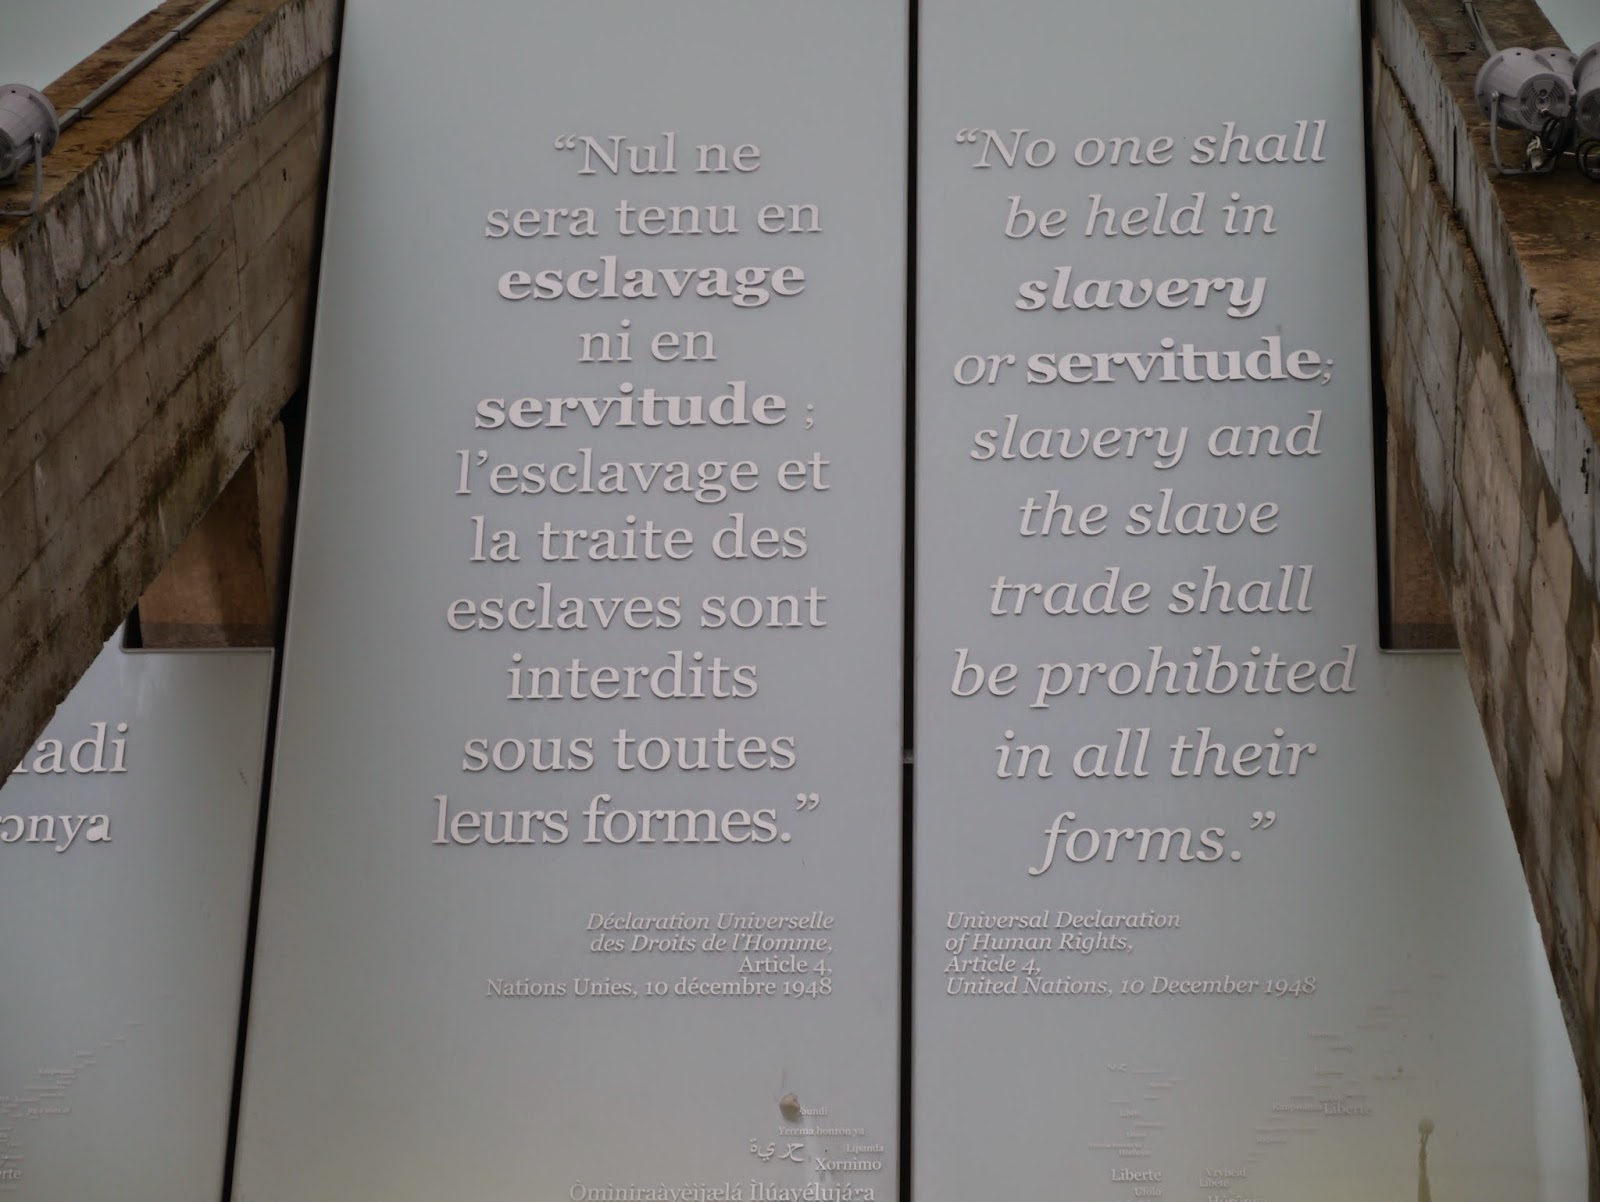 “Nul ne
sera tenu en
esclavage
ni en
servitude ;
l’esclavage et
la traite des
esclaves sont
interdits
sous toutes
leurs formes.”
Déclaration Universelle
des Droits de l’Homme,
Article 4,
Nations Unies, 10 décembre 1948
“No one shall
be held in
slavery
or servitude;
slavery and
the slave
trade shall
be prohibited
in all their
forms.”
Universal Declaration
of Human Rights,
Article 4,
United Nations, 10 December 1948
adi
ɔnya
Lipanda
Xornimo
Liberte
Liberte